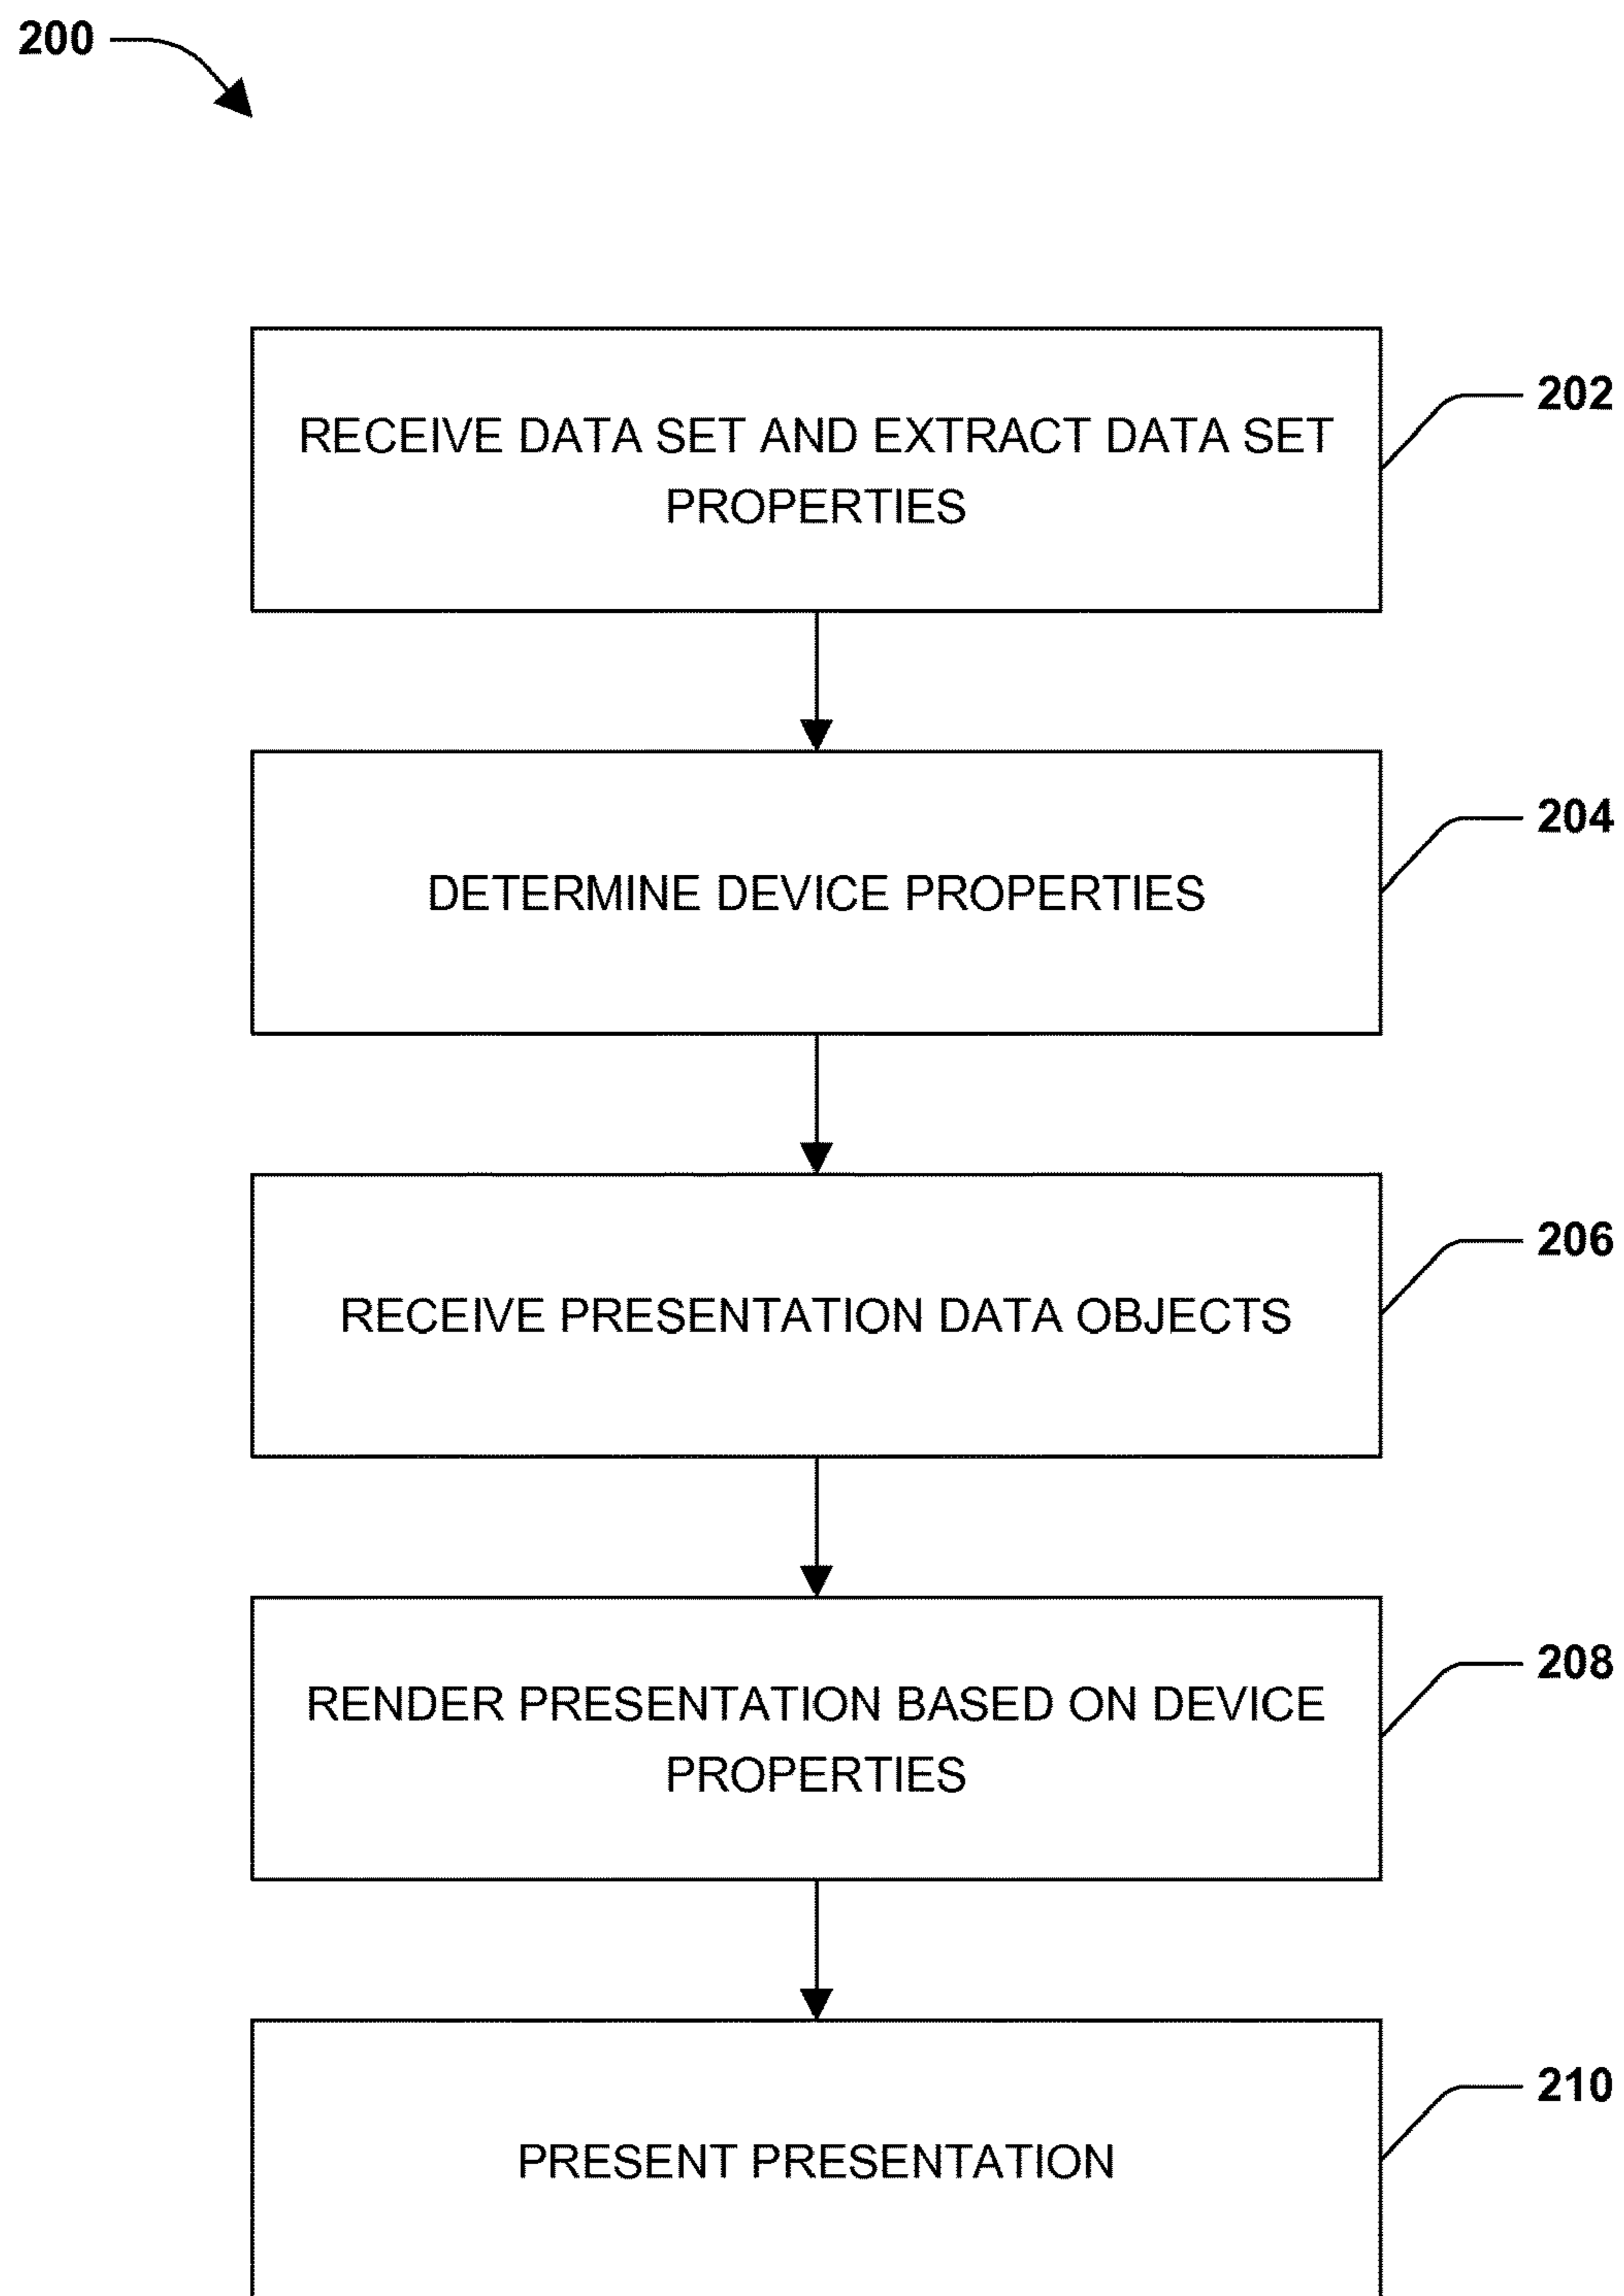 200
202
RECEIVE DATA SET AND EXTRACT DATA SET
PROPERTIES
204
DETERMINE DEVICE PROPERTIES
206
RECEIVE PRESENTATION DATA OBJECTS
208
RENDER PRESENTATION BASED ON DEVICE
PROPERTIES
210
PRESENT PRESENTATION